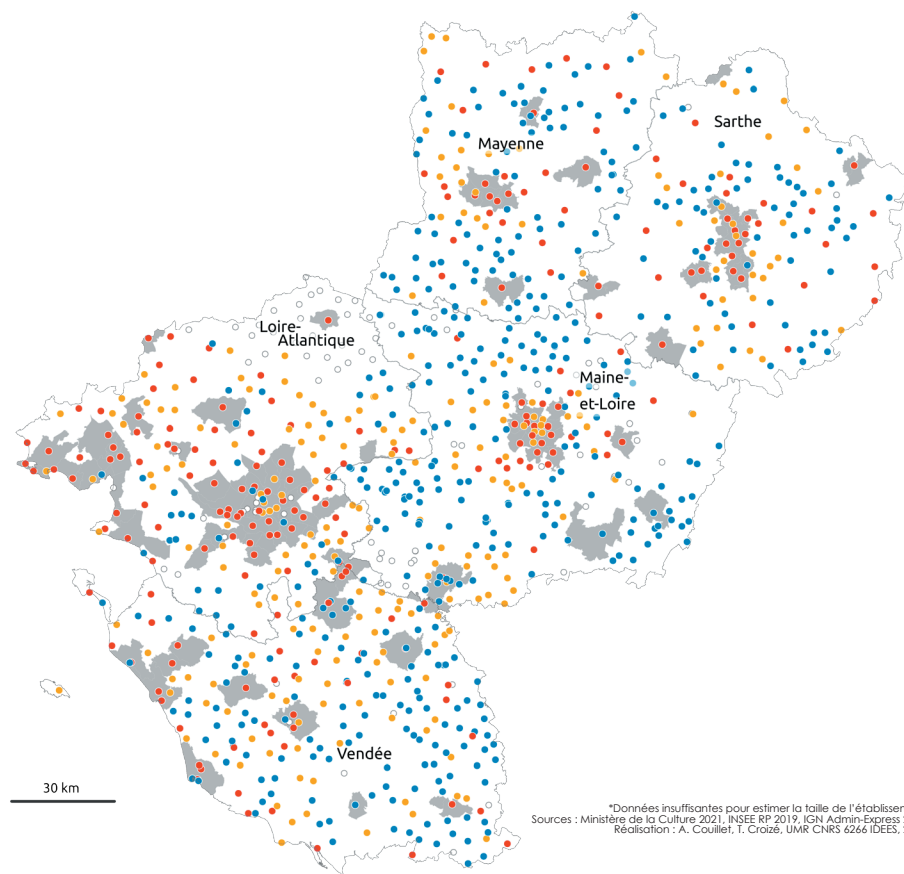 Sarthe
Mayenne
Loire-
Atlantique
Maine-
et-Loire
Vendée
30 km
*Données insuffisantes pour estimer la taille de l'établissem
Sources : Ministère de la Culture 2021, INSEE RP 2019, IGN Admin-Express
Réalisation : A. Couillet, T. Croizé, UMR CNRS 6266 IDEES,